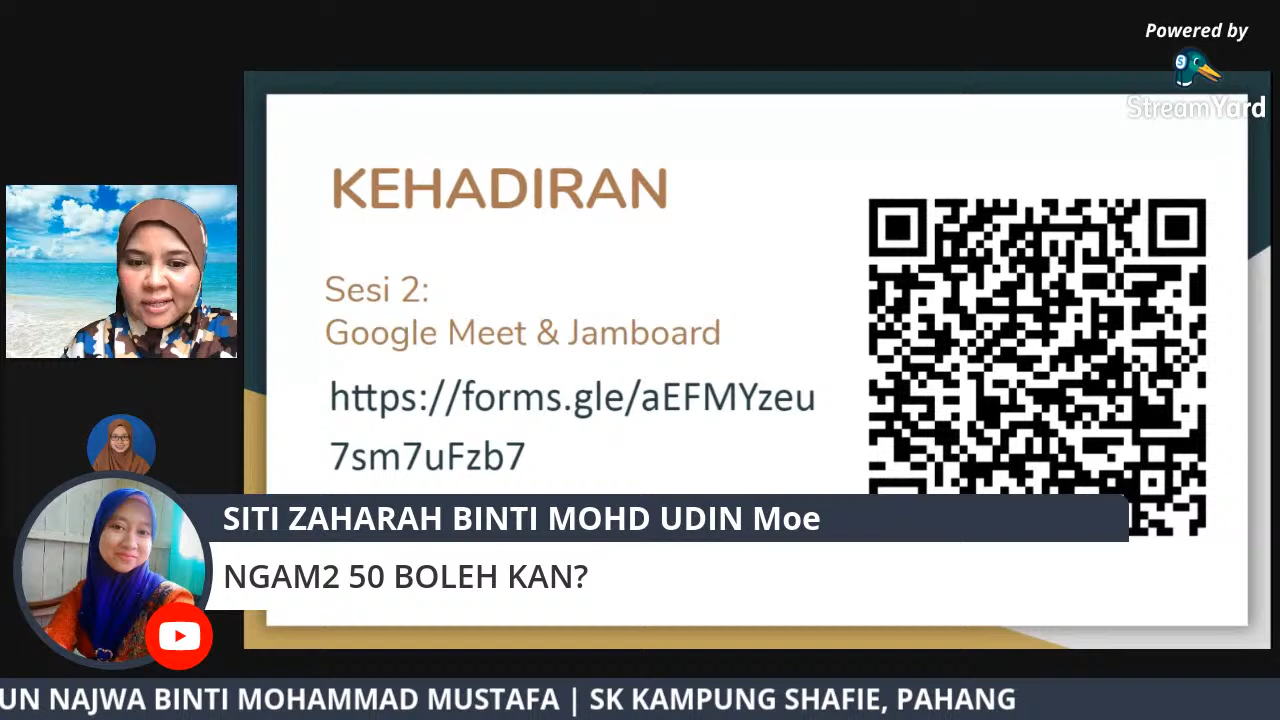 Powered by
StreamYard
KEHADIRAN
Sesi 2:
Google Meet & Jamboard
https://forms.gle/aEFMYzeu
7sm7uFzb7
SITI ZAHARAH BINTI MOHD UDIN Moe
NGAM2 50 BOLEH KAN?
UN NAJWA BINTI MOHAMMAD MUSTAFA | SK KAMPUNG SHAFIE, PAHANG